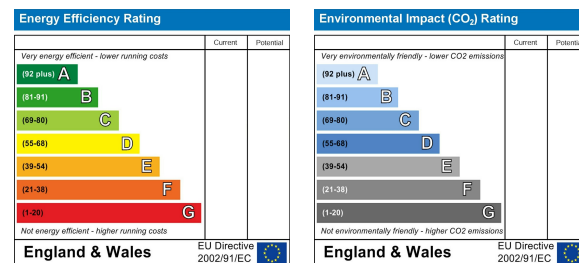 Energy Efficiency Rating
Current Potential
Very energy efficient - lower running costs
(92 plus) A
(81-91) B
(69-80) C
(55-68) D
(39-54) E
(21-38) F
(1-20) G
Not energy efficient - higher running costs
England & Wales
EU Directive
2002/91/EC
Environmental Impact (CO₂) Rating
Current Potential
Very environmentally friendly - lower CO2 emissions
(92 plus) A
(81-91) B
(69-80) C
(55-68) D
(39-54) E
(21-38) F
(1-20) G
Not environmentally friendly - higher CO2 emissions
England & Wales
EU Directive
2002/91/EC